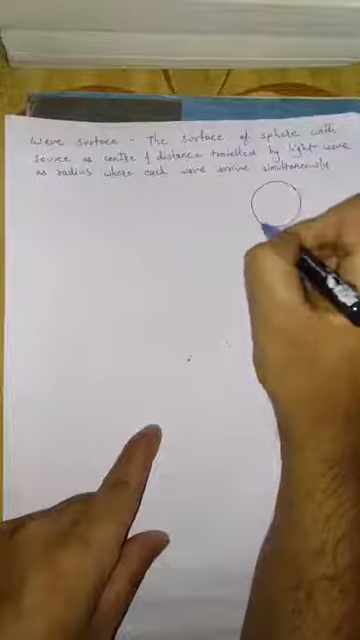 Wave surface - The surface of sphere with
source as centre & distance travelled by light wave
as radius where each wave arrive simultaneously